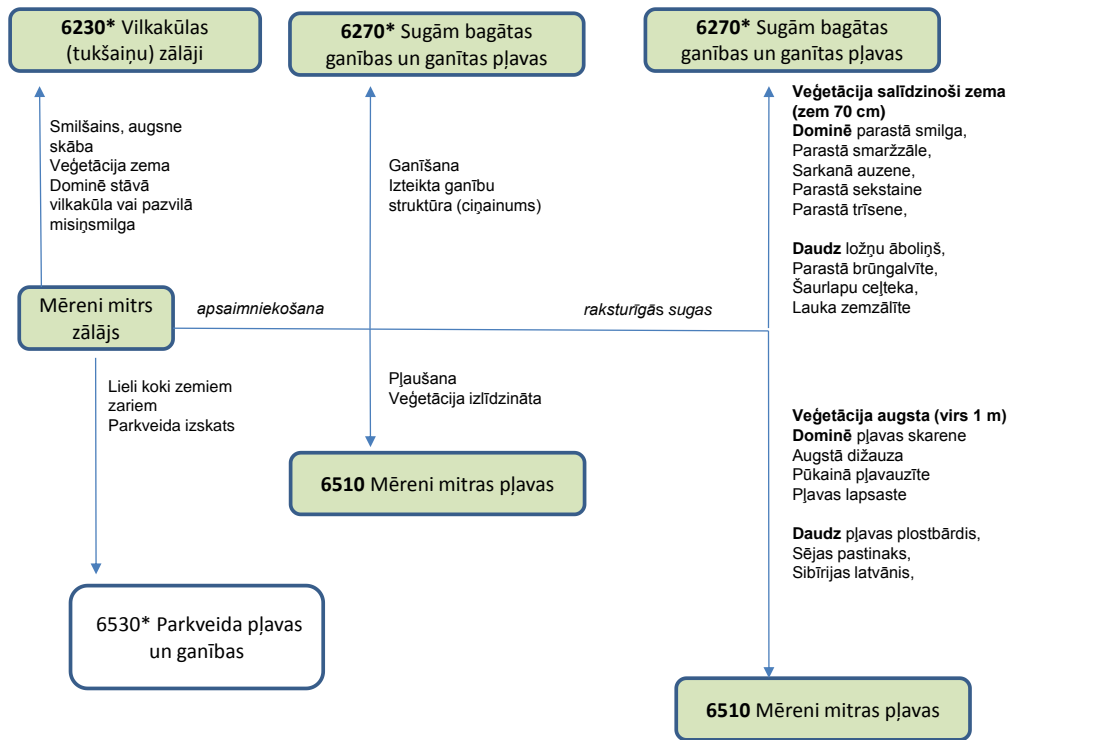 6230* Vilkakūlas
(tukšaiņu) zālāji
6270* Sugām bagātas
ganības un ganītas pļavas
6270* Sugām bagātas
ganības un ganītas pļavas
Smilšains, augsne
skāba
Veģetācija zema
Dominē stāvā
vilkakūla vai pazvilā
misiņsmilga
Ganīšana
Izteikta ganību
struktūra (ciņainums)
Veģetācija salīdzinoši zema
(zem 70 cm)
Dominē parastā smilga,
Parastā smaržzāle,
Sarkanā auzene,
Parastā sekstaine
Parastā trīsene,
Daudz ložņu āboliņš,
Parastā brūngalvīte,
Šaurlapu ceļteka,
Lauka zemzālīte
Mēreni mitrs
zālājs
apsaimniekošana
raksturīgās sugas
Lieli koki zemiem
zariem
Parkveida izskats
Pļaušana
Veģetācija izlīdzināta
6510 Mēreni mitras pļavas
Veģetācija augsta (virs 1 m)
Dominē pļavas skarene
Augstā dižauza
Pūkainā pļavauzīte
Pļavas lapsaste
Daudz pļavas plostbārdis,
Sējas pastinaks,
Sibīrijas latvānis,
6530* Parkveida pļavas
un ganības
6510 Mēreni mitras pļavas